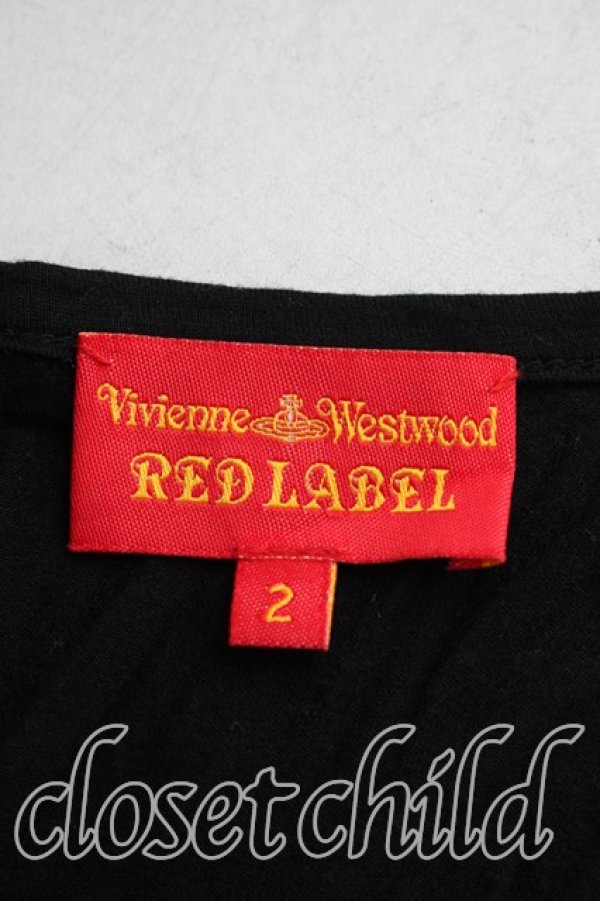 Vivienne Westwood
RED LABEL
2
closet child